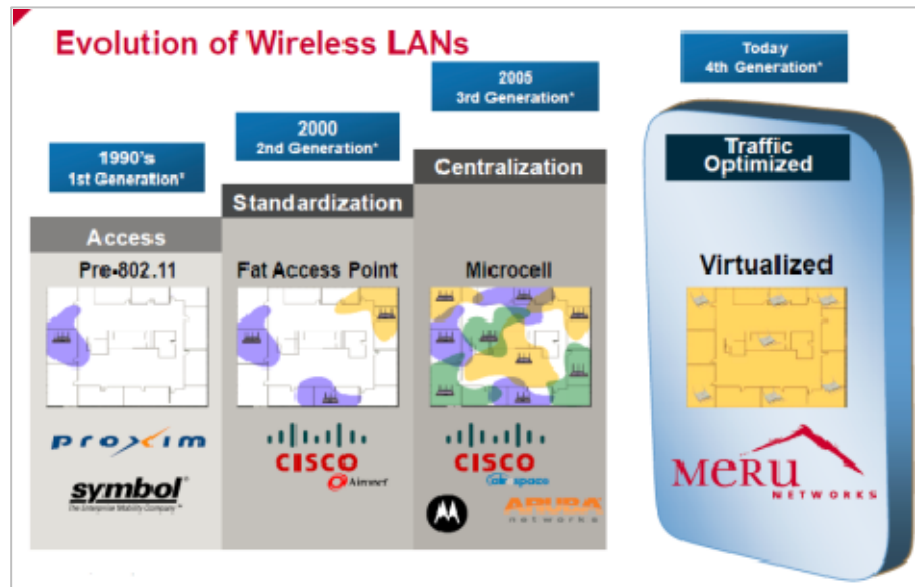 Evolution of Wireless LANs
1990's
1st Generation*
Access
Pre-802.11
proxim
symbol®
The Enterprise Mobility Company™
2000
2nd Generation*
Standardization
Fat Access Point
CISCO
Aironet
2005
3rd Generation*
Centralization
Microcell
CISCO
airespace
ARUBA
networks
Today
4th Generation*
Traffic
Optimized
Virtualized
MERU
NETWORKS